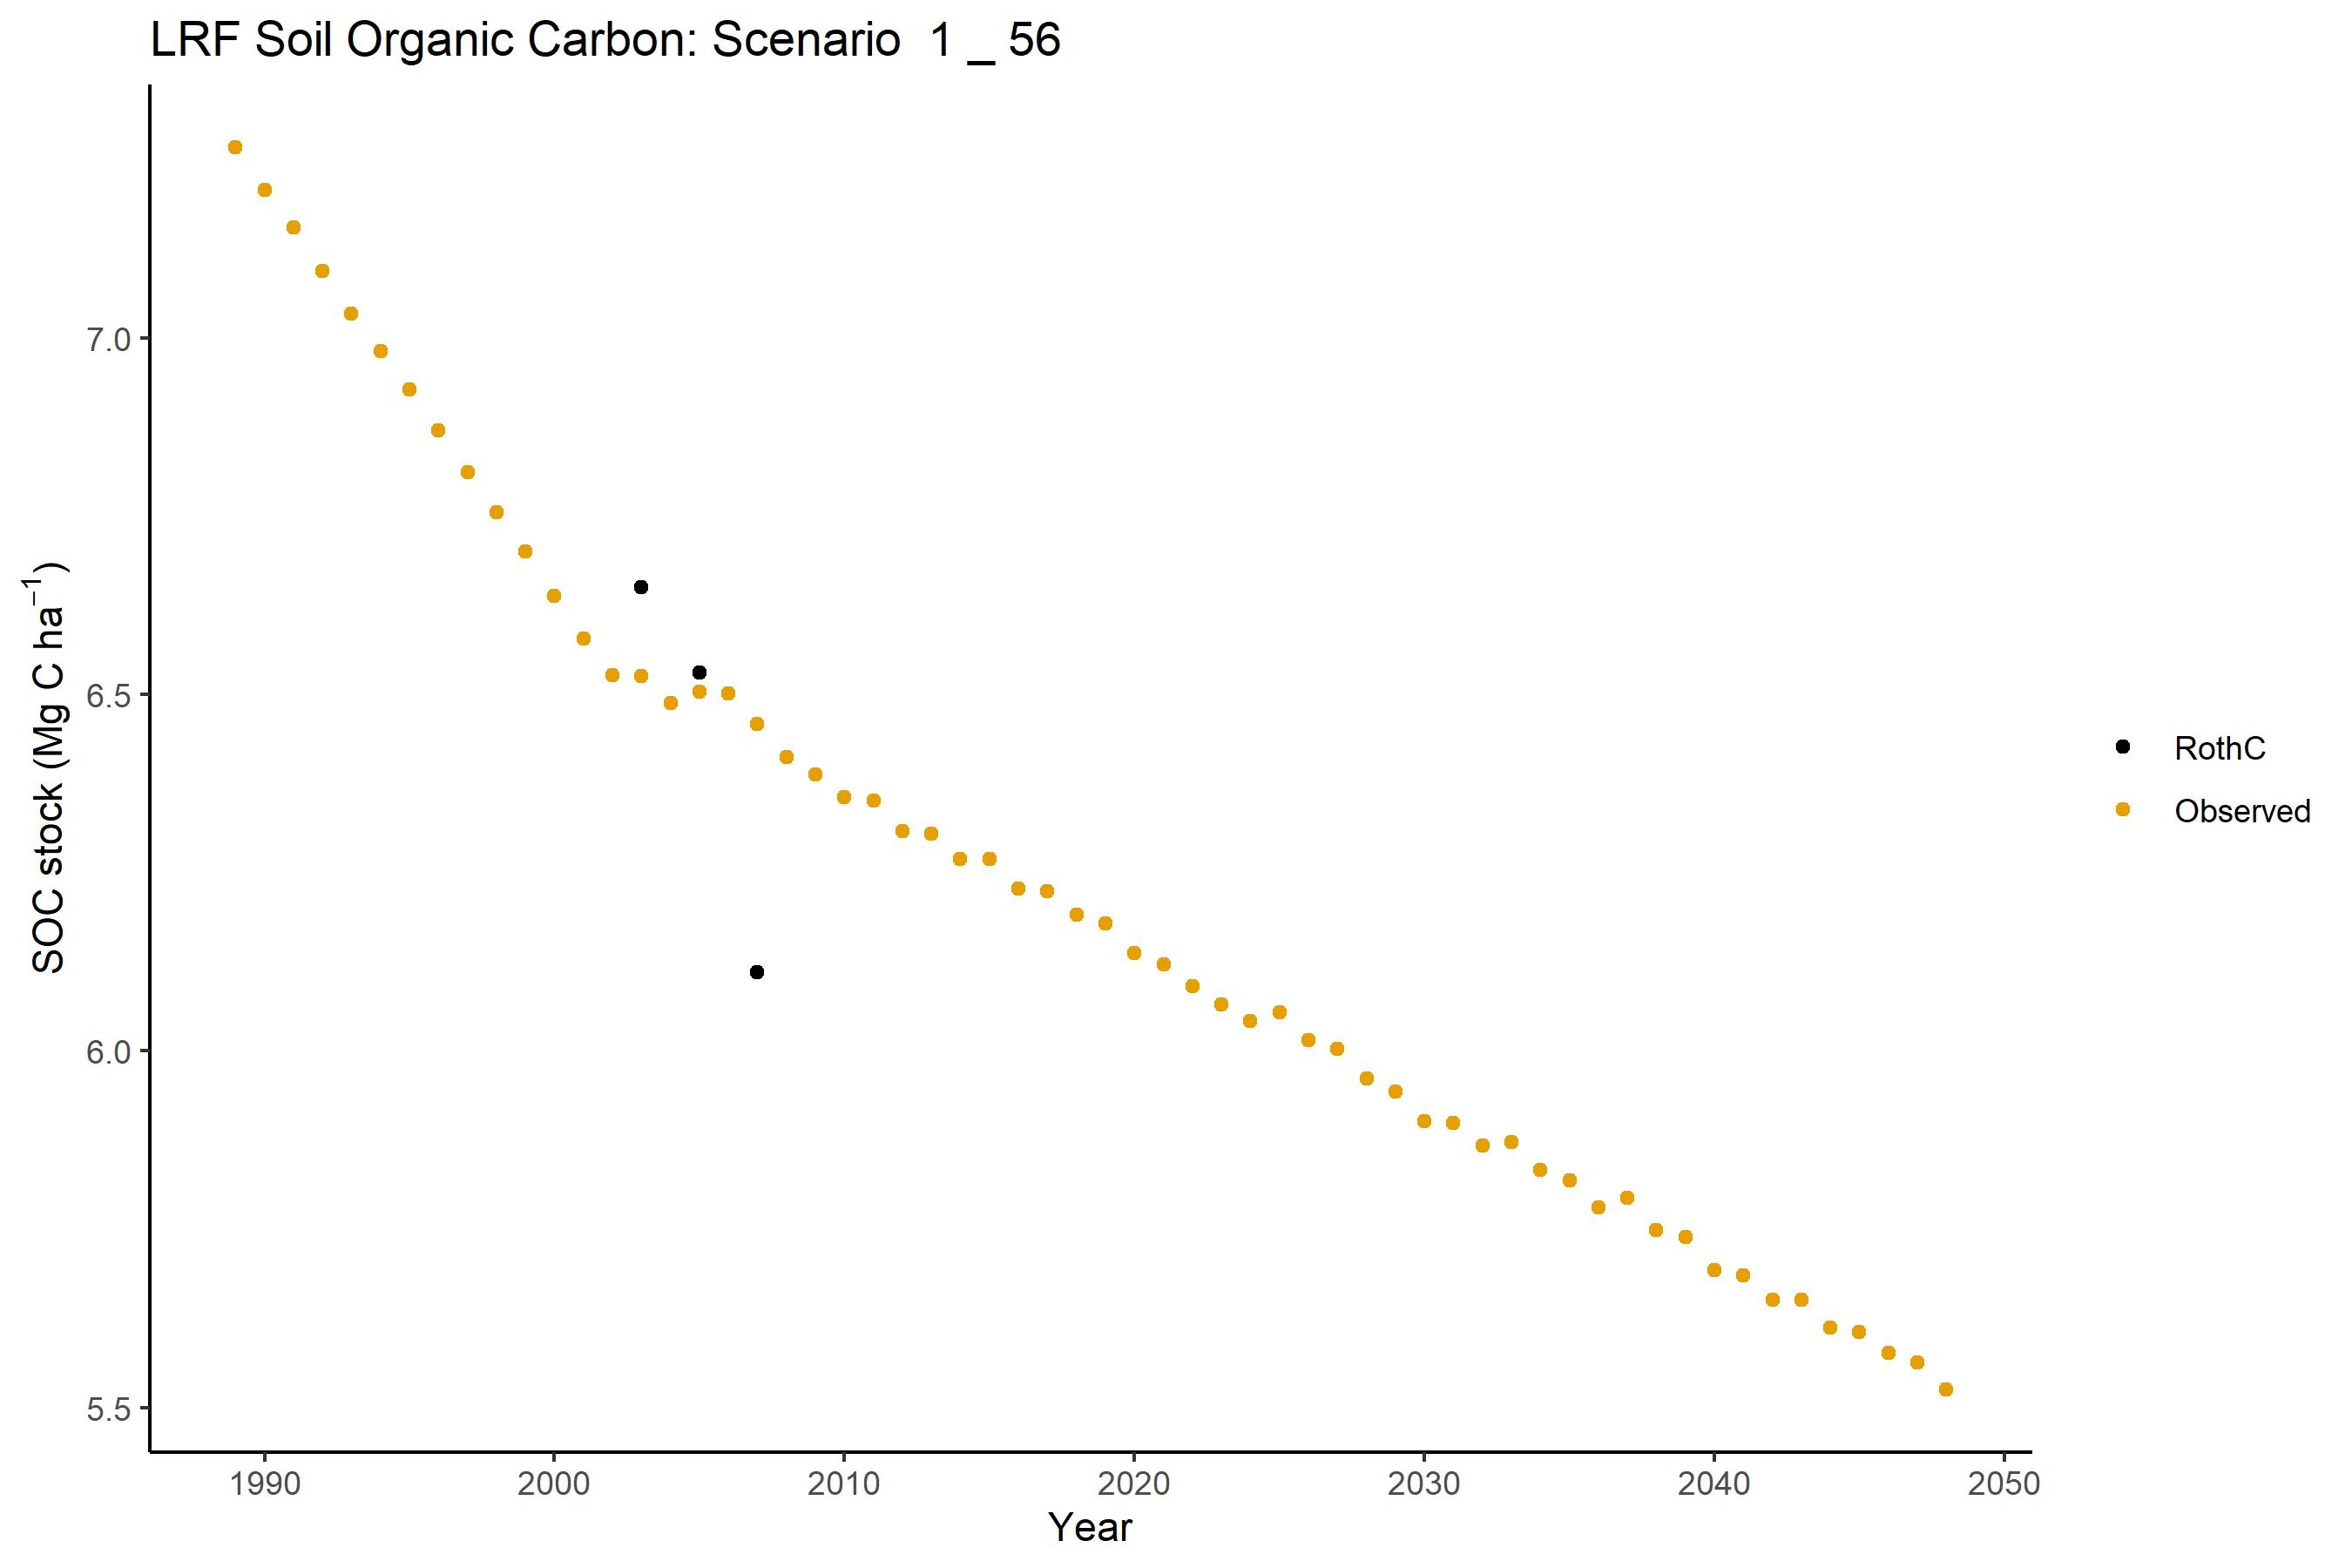 LRF Soil Organic Carbon: Scenario  1 _ 56
SOC stock (Mg C ha⁻¹)
7.0
6.5
6.0
5.5
1990 2000 2010 2020 2030 2040 2050
Year
RothC
Observed